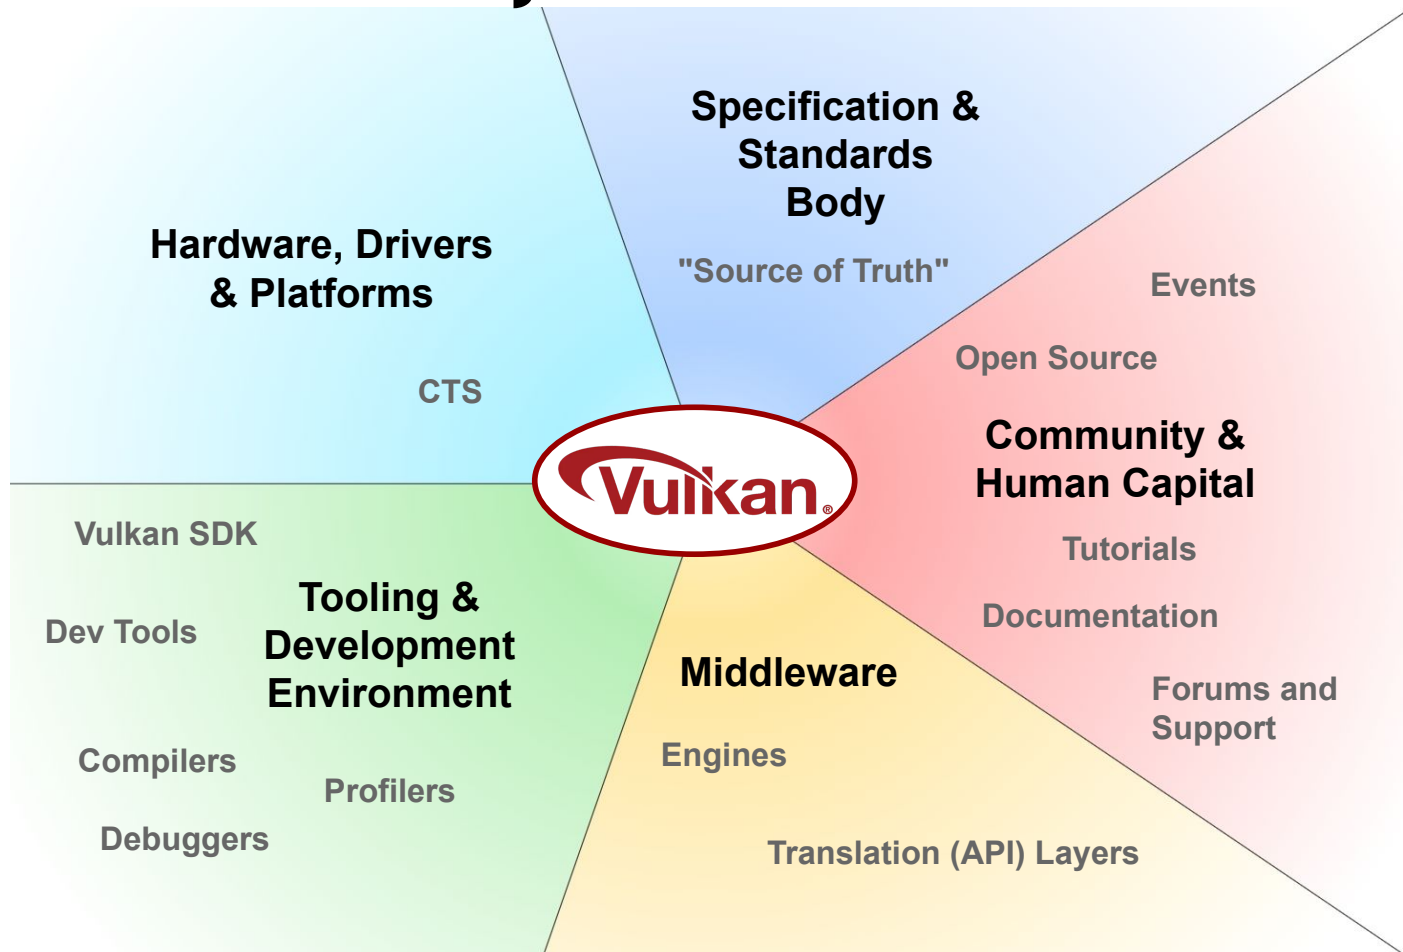 Specification &
Standards
Body
"Source of Truth"
Hardware, Drivers
& Platforms
CTS
Events
Open Source
Community &
Human Capital
Tutorials
Documentation
Forums and
Support
Vulkan®
Vulkan SDK
Tooling &
Development
Environment
Dev Tools
Compilers
Profilers
Debuggers
Middleware
Engines
Translation (API) Layers